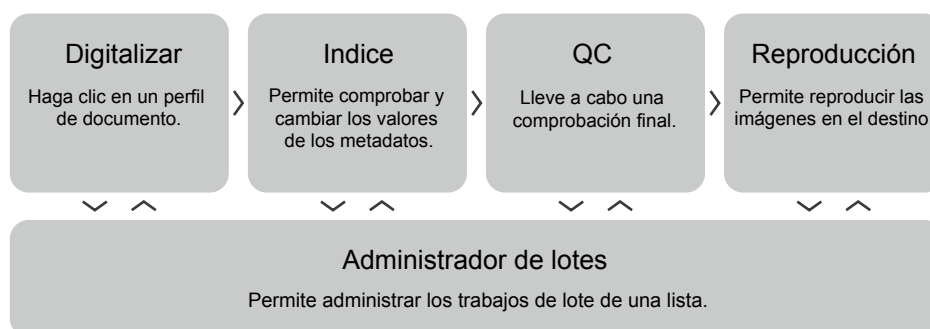 Digitalizar
Haga clic en un perfil
de documento.
Indice
Permite comprobar y
cambiar los valores
de los metadatos.
QC
Lleve a cabo una
comprobación final.
Reproducción
Permite reproducir las
imágenes en el destino.
Administrador de lotes
Permite administrar los trabajos de lote de una lista.